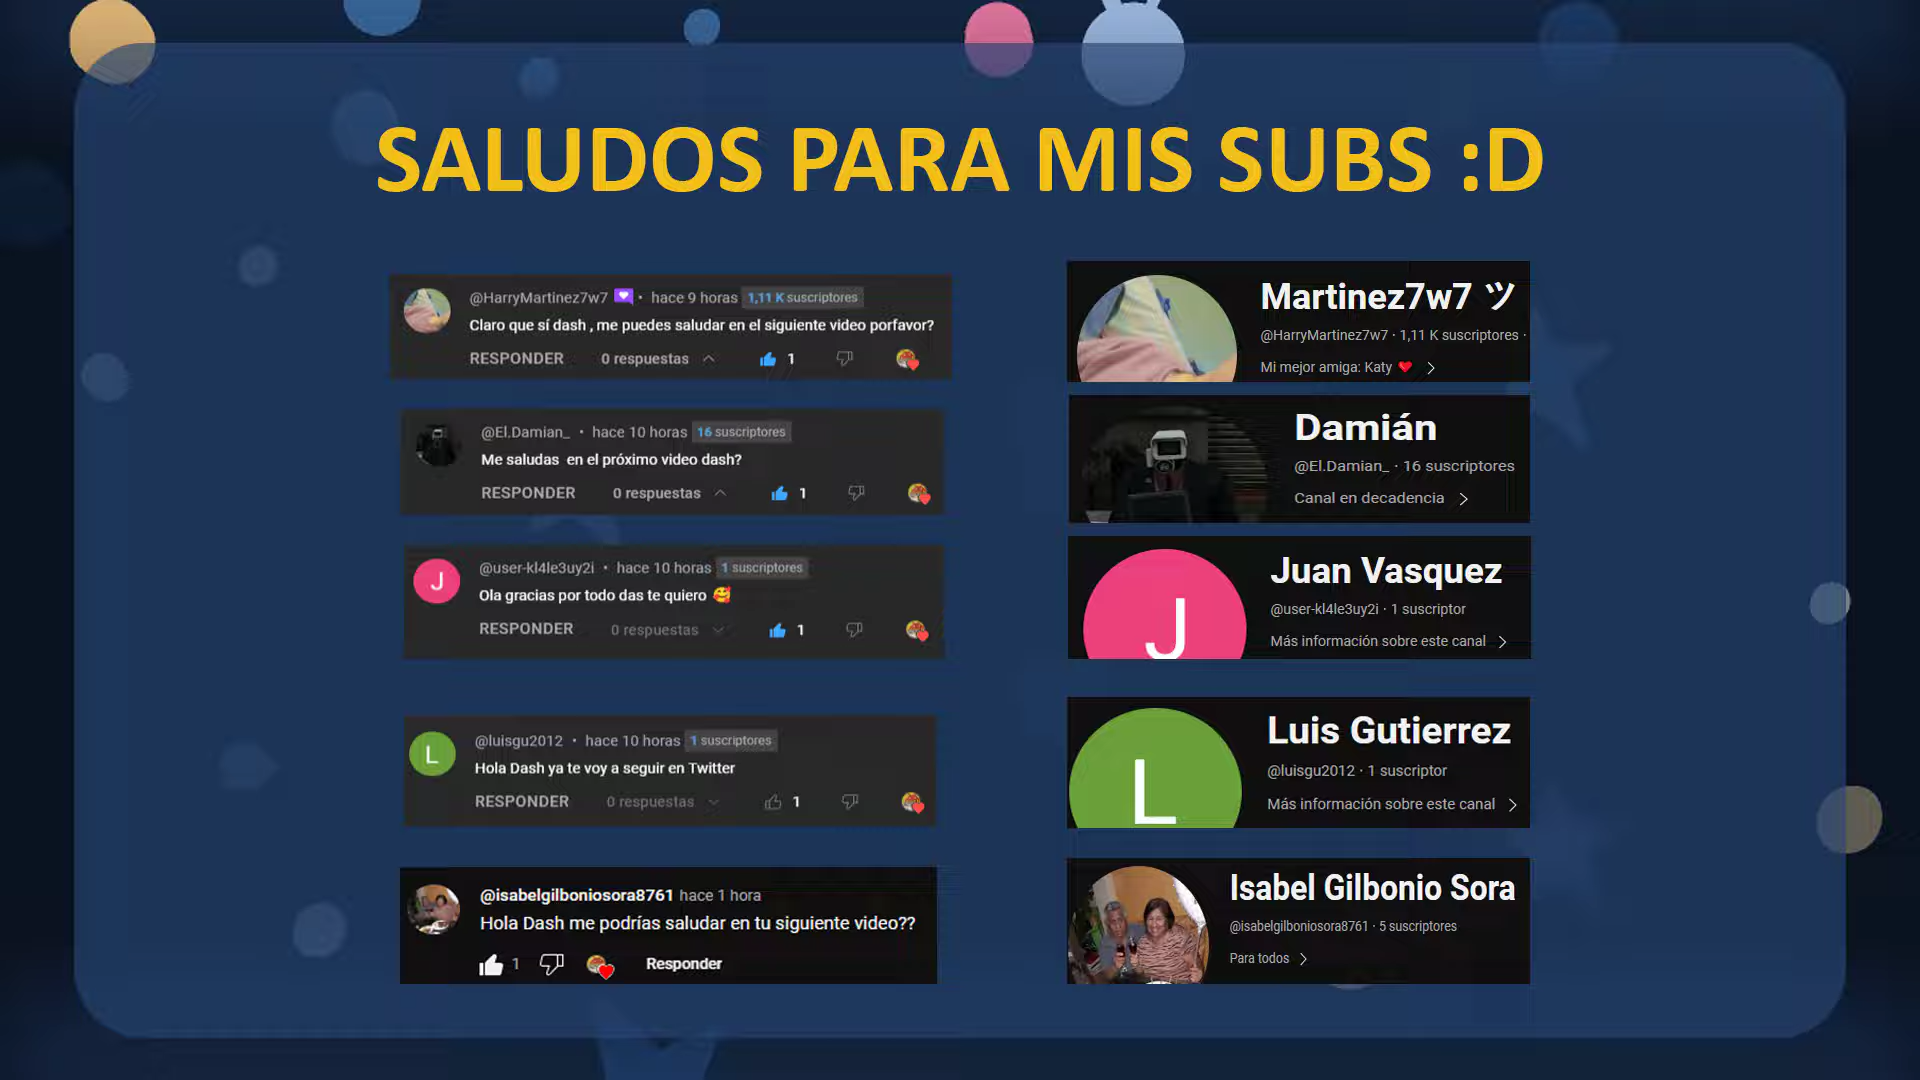 SALUDOS PARA MIS SUBS :D
@HarryMartinez7w7 · hace 9 horas 1,11 K suscriptores
Claro que sí dash , me puedes saludar en el siguiente video porfavor?
RESPONDER 0 respuestas 1
Martinez7w7 ツ
@HarryMartinez7w7 · 1,11 K suscriptores ·
Mi mejor amiga: Katy ❤️
@El.Damian_ · hace 10 horas 16 suscriptores
Me saludas en el próximo video dash?
RESPONDER 0 respuestas 1
Damián
@El.Damian_ · 16 suscriptores
Canal en decadencia
J
@user-kl4le3uy2i · hace 10 horas 1 suscriptores
Ola gracias por todo das te quiero 🥰
RESPONDER 0 respuestas 1
J
Juan Vasquez
@user-kl4le3uy2i · 1 suscriptor
Más información sobre este canal
L
@luisgu2012 · hace 10 horas 1 suscriptores
Hola Dash ya te voy a seguir en Twitter
RESPONDER 0 respuestas 1
L
Luis Gutierrez
@luisgu2012 · 1 suscriptor
Más información sobre este canal
@isabelgilboniosora8761 hace 1 hora
Hola Dash me podrías saludar en tu siguiente video??
1 Responder
Isabel Gilbonio Sora
@isabelgilboniosora8761 · 5 suscriptores
Para todos